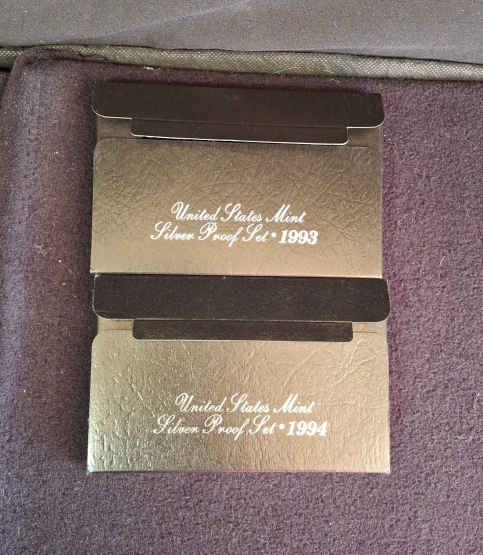 United States Mint
Silver Proof Set • 1993
United States Mint
Silver Proof Set • 1994